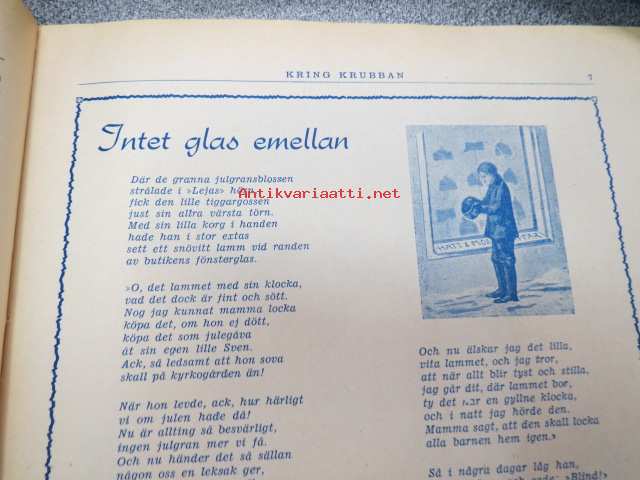 KRING KRUBBAN 7
Intet glas emellan
Där de granna julgransblossen
strålade i »Lejas» hörn,
fick den lille tiggargossen
just sin allra värsta törn.
Med sin lilla korg i handen
hade han i stor extas
sett ett snövitt lamm vid randen
av butikens fönsterglas.
»O, det lammet med sin klocka,
vad det dock är fint och sött.
Nog jag kunnat mamma locka
köpa det, om hon ej dött,
köpa det som julegåva
åt sin egen lille Sven.
Ack, så ledsamt att hon sova
skall på kyrkogården än!
När hon levde, ack, hur härligt
vi om julen hade då!
Nu är allting så besvärligt,
ingen julgran mer vi få.
Och nu händer det så sällan
någon oss en leksak ger,
HATT & MÖS
Och nu älskar jag det lilla,
vita lammet, och jag tror,
att när allt blir tyst och stilla,
jag går dit, där lammet bor,
ty det har en gyllne klocka,
och i natt jag hörde den.
Mamma sagt, att den skall locka
alla barnen hem igen.»
Så i några dagar låg han,
»Blind!»
Antikvariaatti.net